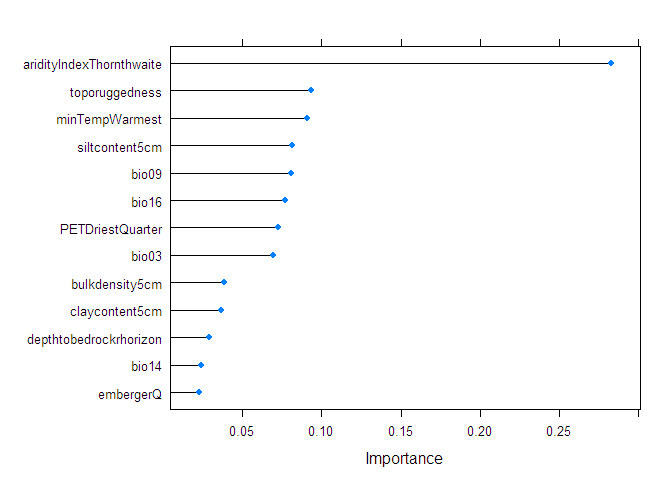 aridityIndexThornthwaite
toporuggedness
minTempWarmest
siltcontent5cm
bio09
bio16
PETDriestQuarter
bio03
bulkdensity5cm
claycontent5cm
depthtobedrockrhorizon
bio14
embergerQ
0.05 0.10 0.15 0.20 0.25
Importance